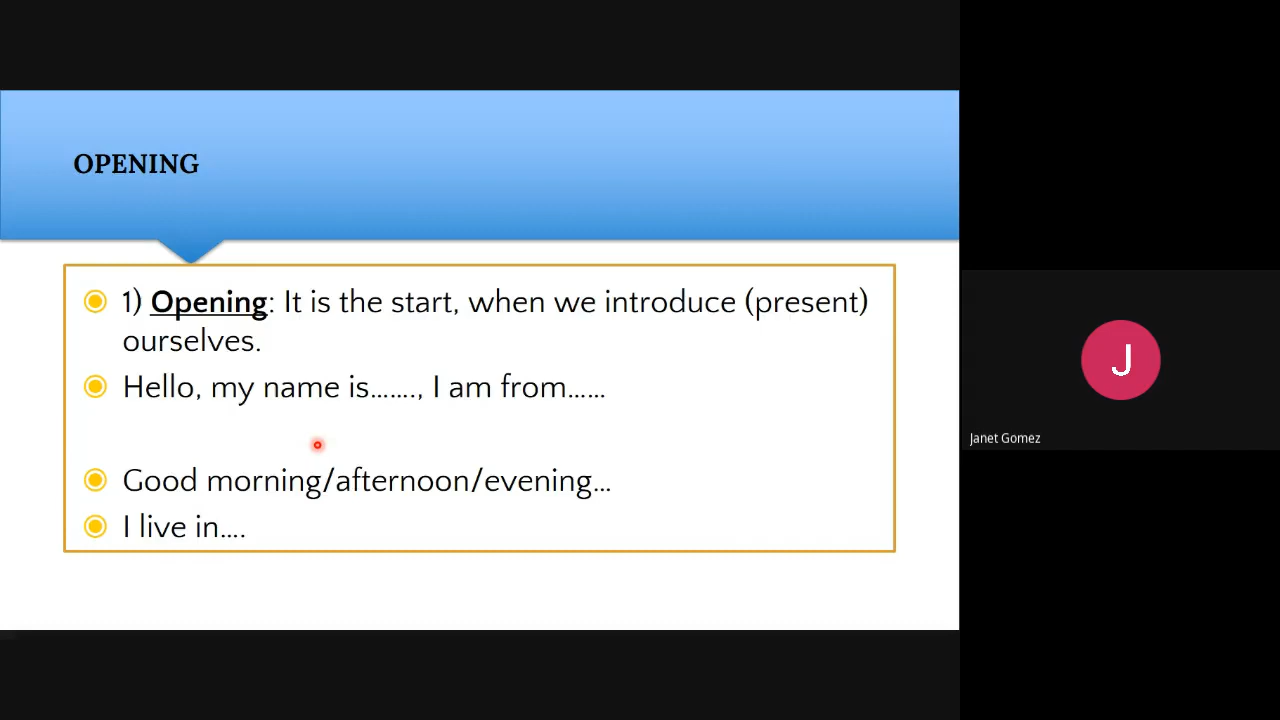 OPENING
1) Opening: It is the start, when we introduce (present)
ourselves.
Hello, my name is......., I am from......
Good morning/afternoon/evening...
I live in....
J
Janet Gomez